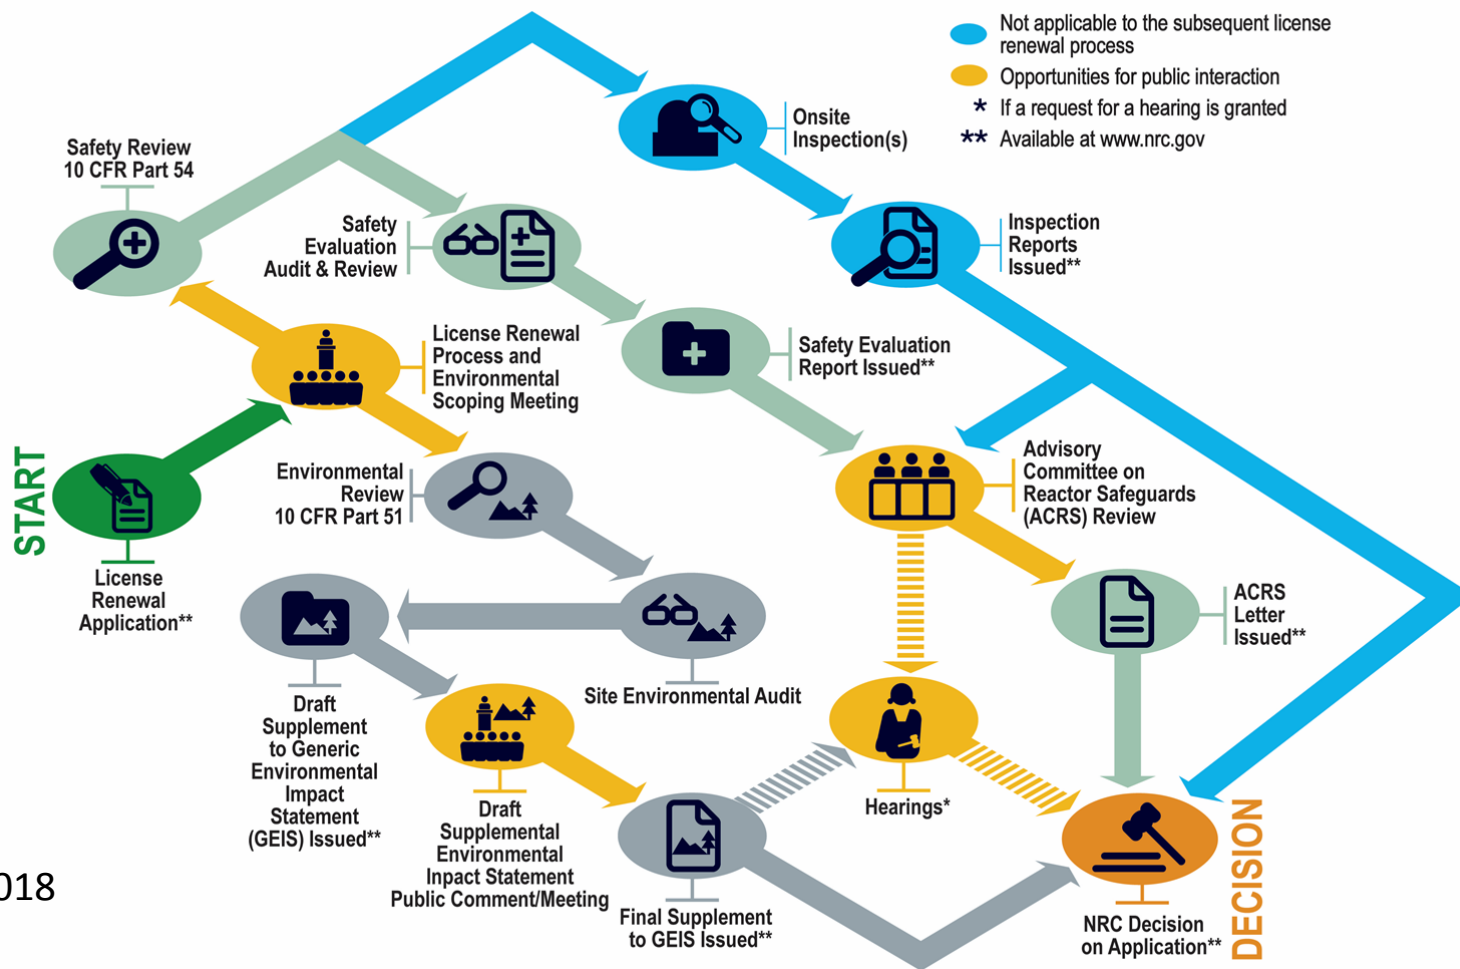 Not applicable to the subsequent license
renewal process
Opportunities for public interaction
* If a request for a hearing is granted
** Available at www.nrc.gov
Safety Review
10 CFR Part 54
Onsite
Inspection(s)
Safety
Evaluation
Audit & Review
Inspection
Reports
Issued**
License Renewal
Process and
Environmental
Scoping Meeting
Safety Evaluation
Report Issued**
START
License
Renewal
Application**
Environmental
Review
10 CFR Part 51
Advisory
Committee on
Reactor Safeguards
(ACRS) Review
ACRS
Letter
Issued**
Site Environmental Audit
Draft
Supplement
to Generic
Environmental
Impact
Statement
(GEIS) Issued**
Draft
Supplemental
Environmental
Impact Statement
Public Comment/Meeting
Hearings*
Final Supplement
to GEIS Issued**
NRC Decision
on Application**
DECISION
018